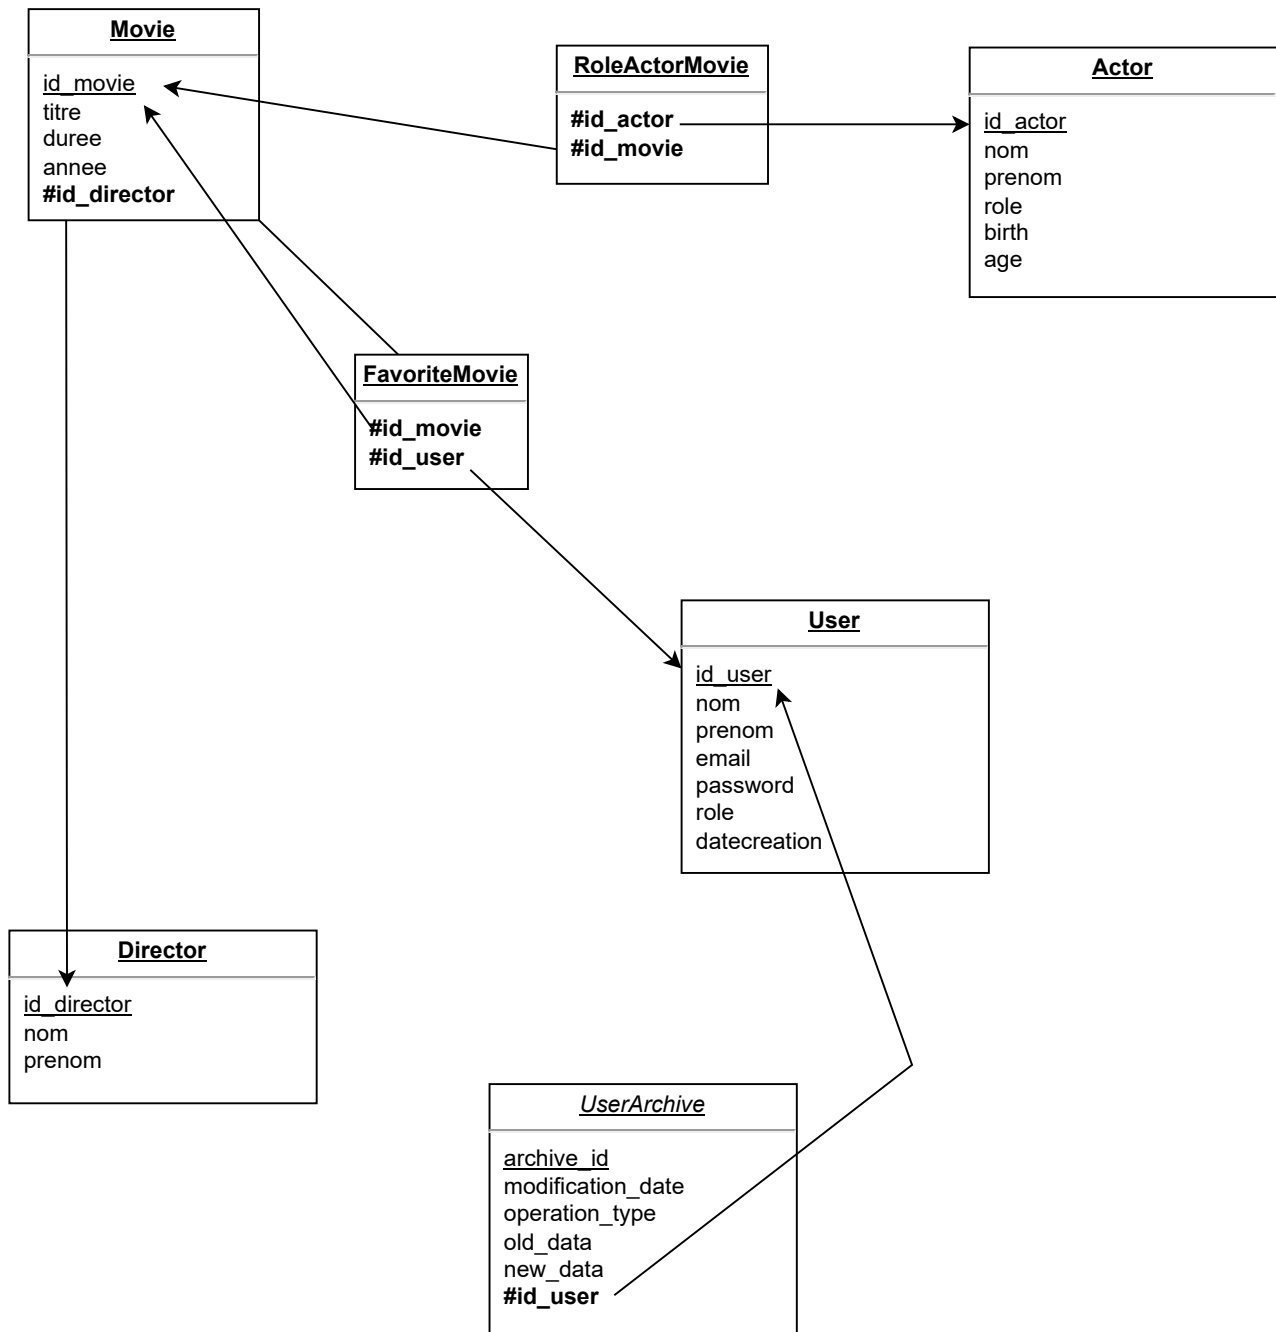 Movie
id_movie
titre
duree
annee
#id_director
RoleActorMovie
#id_actor
#id_movie
Actor
id_actor
nom
prenom
role
birth
age
FavoriteMovie
#id_movie
#id_user
User
id_user
nom
prenom
email
password
role
datecreation
Director
id_director
nom
prenom
UserArchive
archive_id
modification_date
operation_type
old_data
new_data
#id_user